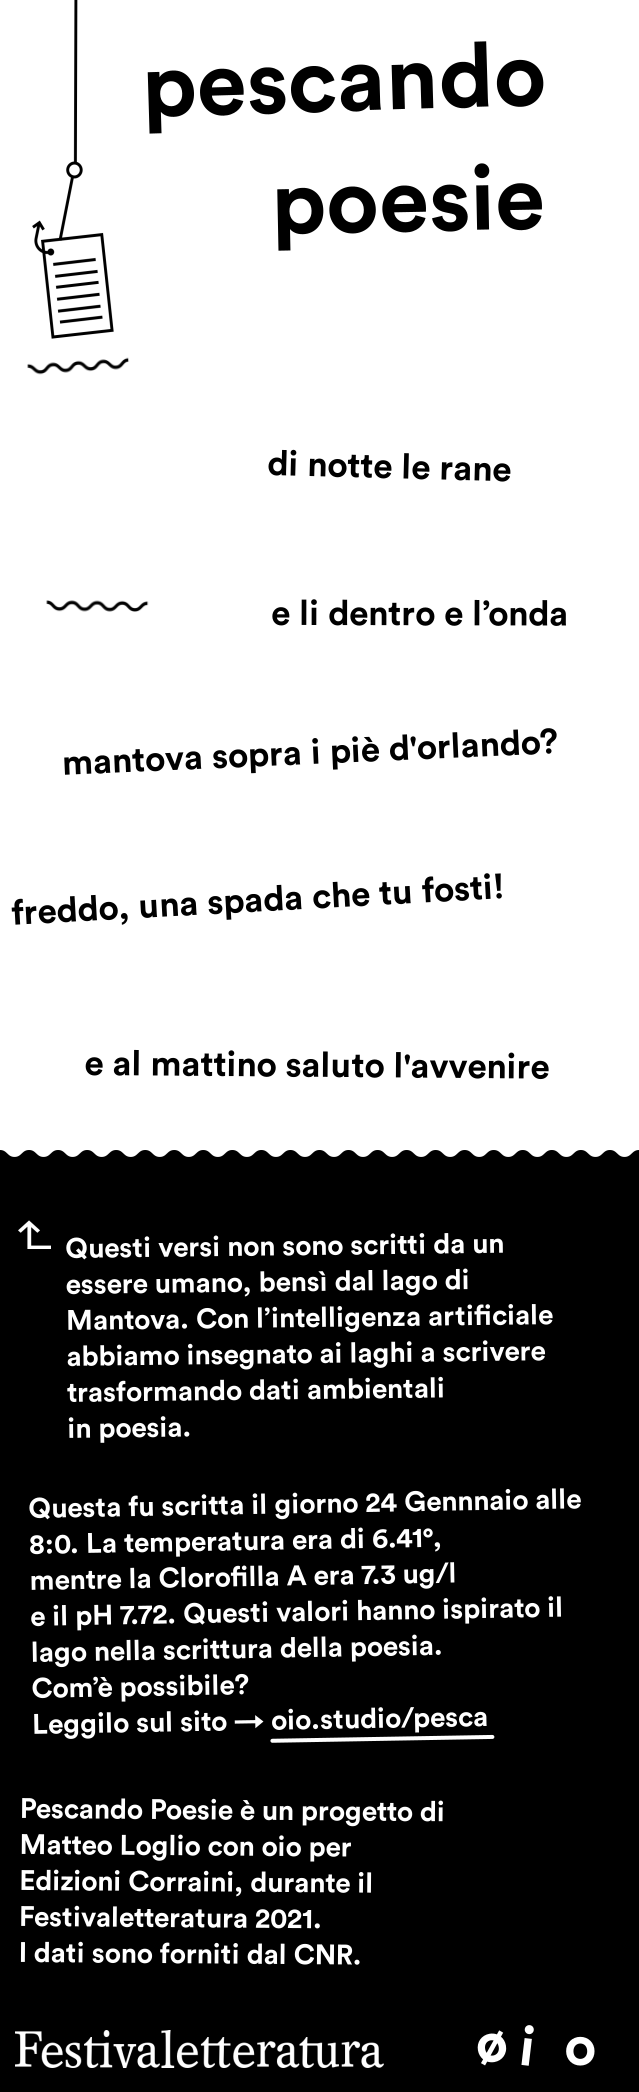 pescando
poesie
di notte le rane
e li dentro e l’onda
mantova sopra i piè d'orlando?
freddo, una spada che tu fosti!
e al mattino saluto l'avvenire
Questi versi non sono scritti da un
essere umano, bensì dal lago di
Mantova. Con l’intelligenza artificiale
abbiamo insegnato ai laghi a scrivere
trasformando dati ambientali
in poesia.
Questa fu scritta il giorno 24 Gennnaio alle
8:0. La temperatura era di 6.41°,
mentre la Clorofilla A era 7.3 ug/l
e il pH 7.72. Questi valori hanno ispirato il
lago nella scrittura della poesia.
Com’è possibile?
Leggilo sul sito → oio.studio/pesca
Pescando Poesie è un progetto di
Matteo Loglio con oio per
Edizioni Corraini, durante il
Festivaletteratura 2021.
I dati sono forniti dal CNR.
Festivaletteratura øio